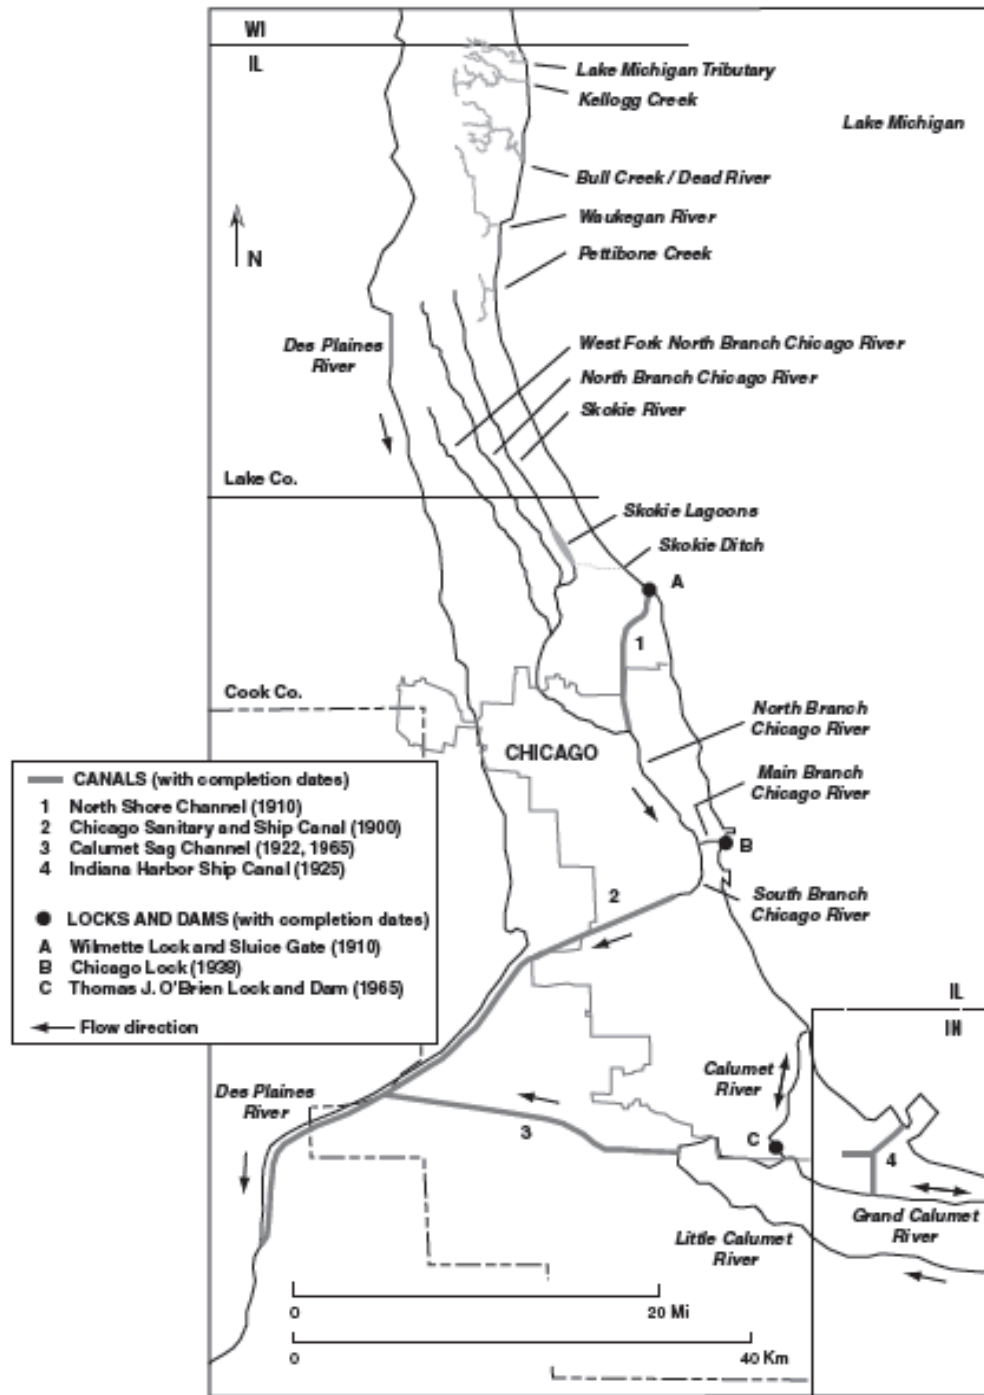 WI
IL
Lake Michigan Tributary
Kellogg Creek
Lake Michigan
Bull Creek / Dead River
Waukegan River
N
Pettibone Creek
Des Plaines
River
West Fork North Branch Chicago River
North Branch Chicago River
Skokie River
Lake Co.
Skokie Lagoons
Skokie Ditch
A
1
Cook Co.
North Branch
Chicago River
CHICAGO
Main Branch
Chicago River
B
South Branch
Chicago River
2
CANALS (with completion dates)
1 North Shore Channel (1910)
2 Chicago Sanitary and Ship Canal (1900)
3 Calumet Sag Channel (1922, 1965)
4 Indiana Harbor Ship Canal (1925)
LOCKS AND DAMS (with completion dates)
A Wilmette Lock and Sluice Gate (1910)
B Chicago Lock (1938)
C Thomas J. O'Brien Lock and Dam (1965)
Flow direction
IL
IN
Calumet
River
Des Plaines
River
3
C
4
Grand Calumet
River
Little Calumet
River
0 20 Mi
0 40 Km